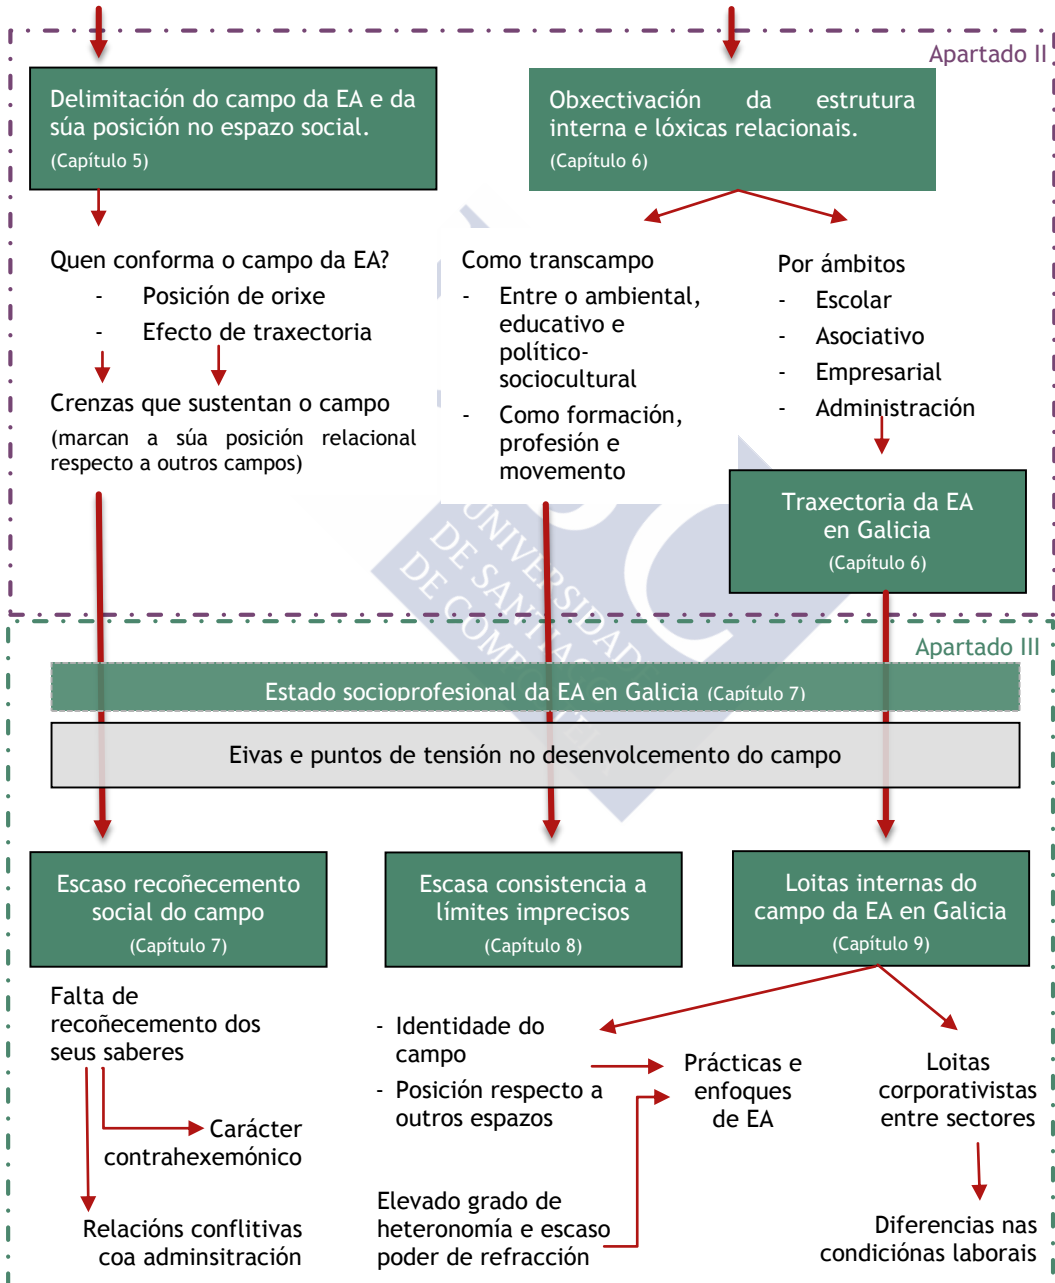 Apartado II
Delimitación do campo da EA e da
súa posición no espazo social.
(Capítulo 5)
Obxectivación da estrutura
interna e lóxicas relacionais.
(Capítulo 6)
Quen conforma o campo da EA?
- Posición de orixe
- Efecto de traxectoria
Crenzas que sustentan o campo
(marcan a súa posición relacional
respecto a outros campos)
Como transcampo
- Entre o ambiental,
educativo e
político-
sociocultural
- Como formación,
profesión e
movemento
Por ámbitos
- Escolar
- Asociativo
- Empresarial
- Administración
Traxectoria da EA
en Galicia
(Capítulo 6)
UNIVERSIDADE
DE SANTIAGO
DE COMPOSTELA
Apartado III
Estado socioprofesional da EA en Galicia (Capítulo 7)
Eivas e puntos de tensión no desenvolcemento do campo
Escaso recoñecemento
social do campo
(Capítulo 7)
Escasa consistencia a
límites imprecisos
(Capítulo 8)
Loitas internas do
campo da EA en Galicia
(Capítulo 9)
Falta de
recoñecemento dos
seus saberes
Carácter
contrahexemónico
Relacións conflitivas
coa adminsitración
- Identidade do
campo
- Posición respecto a
outros espazos
Elevado grado de
heteronomía e escaso
poder de refracción
Prácticas e
enfoques
de EA
Loitas
corporativistas
entre sectores
Diferencias nas
condiciónas laborais